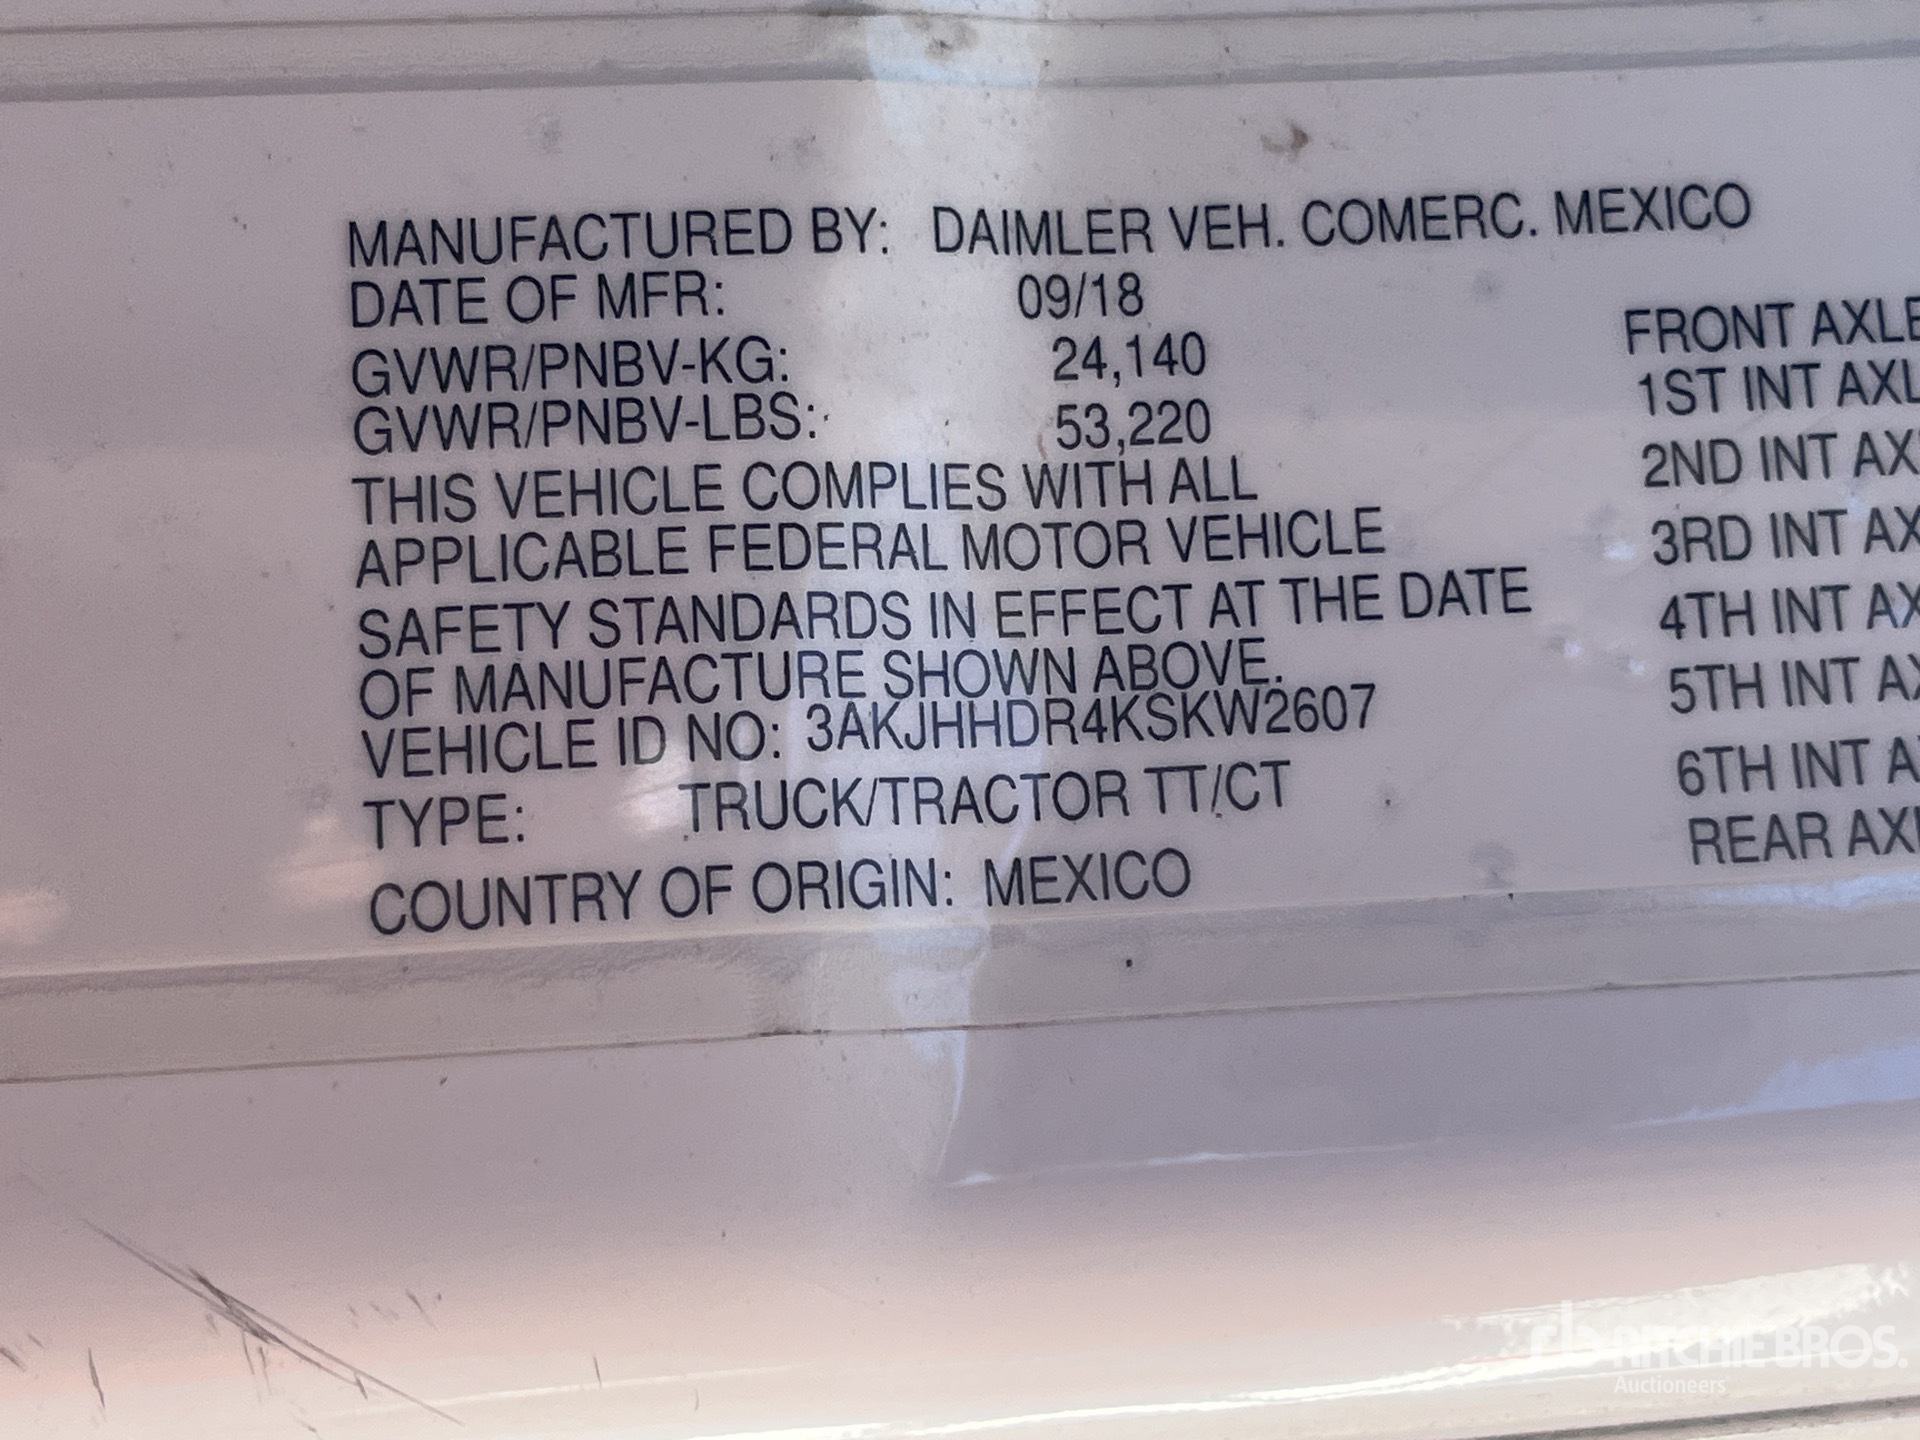 MANUFACTURED BY: DAIMLER VEH. COMERC. MEXICO
DATE OF MFR: 09/18
GVWR/PNBV-KG: 24,140
GVWR/PNBV-LBS: 53,220
THIS VEHICLE COMPLIES WITH ALL
APPLICABLE FEDERAL MOTOR VEHICLE
SAFETY STANDARDS IN EFFECT AT THE DATE
OF MANUFACTURE SHOWN ABOVE.
VEHICLE ID NO: 3AKJHHDR4KSKW2607
TYPE: TRUCK/TRACTOR TT/CT
COUNTRY OF ORIGIN: MEXICO
FRONT AXLE
1ST INT AXL
2ND INT AX
3RD INT AX
4TH INT AX
5TH INT AX
6TH INT A
REAR AXL
rb RITCHIE BROS.
Auctioneers